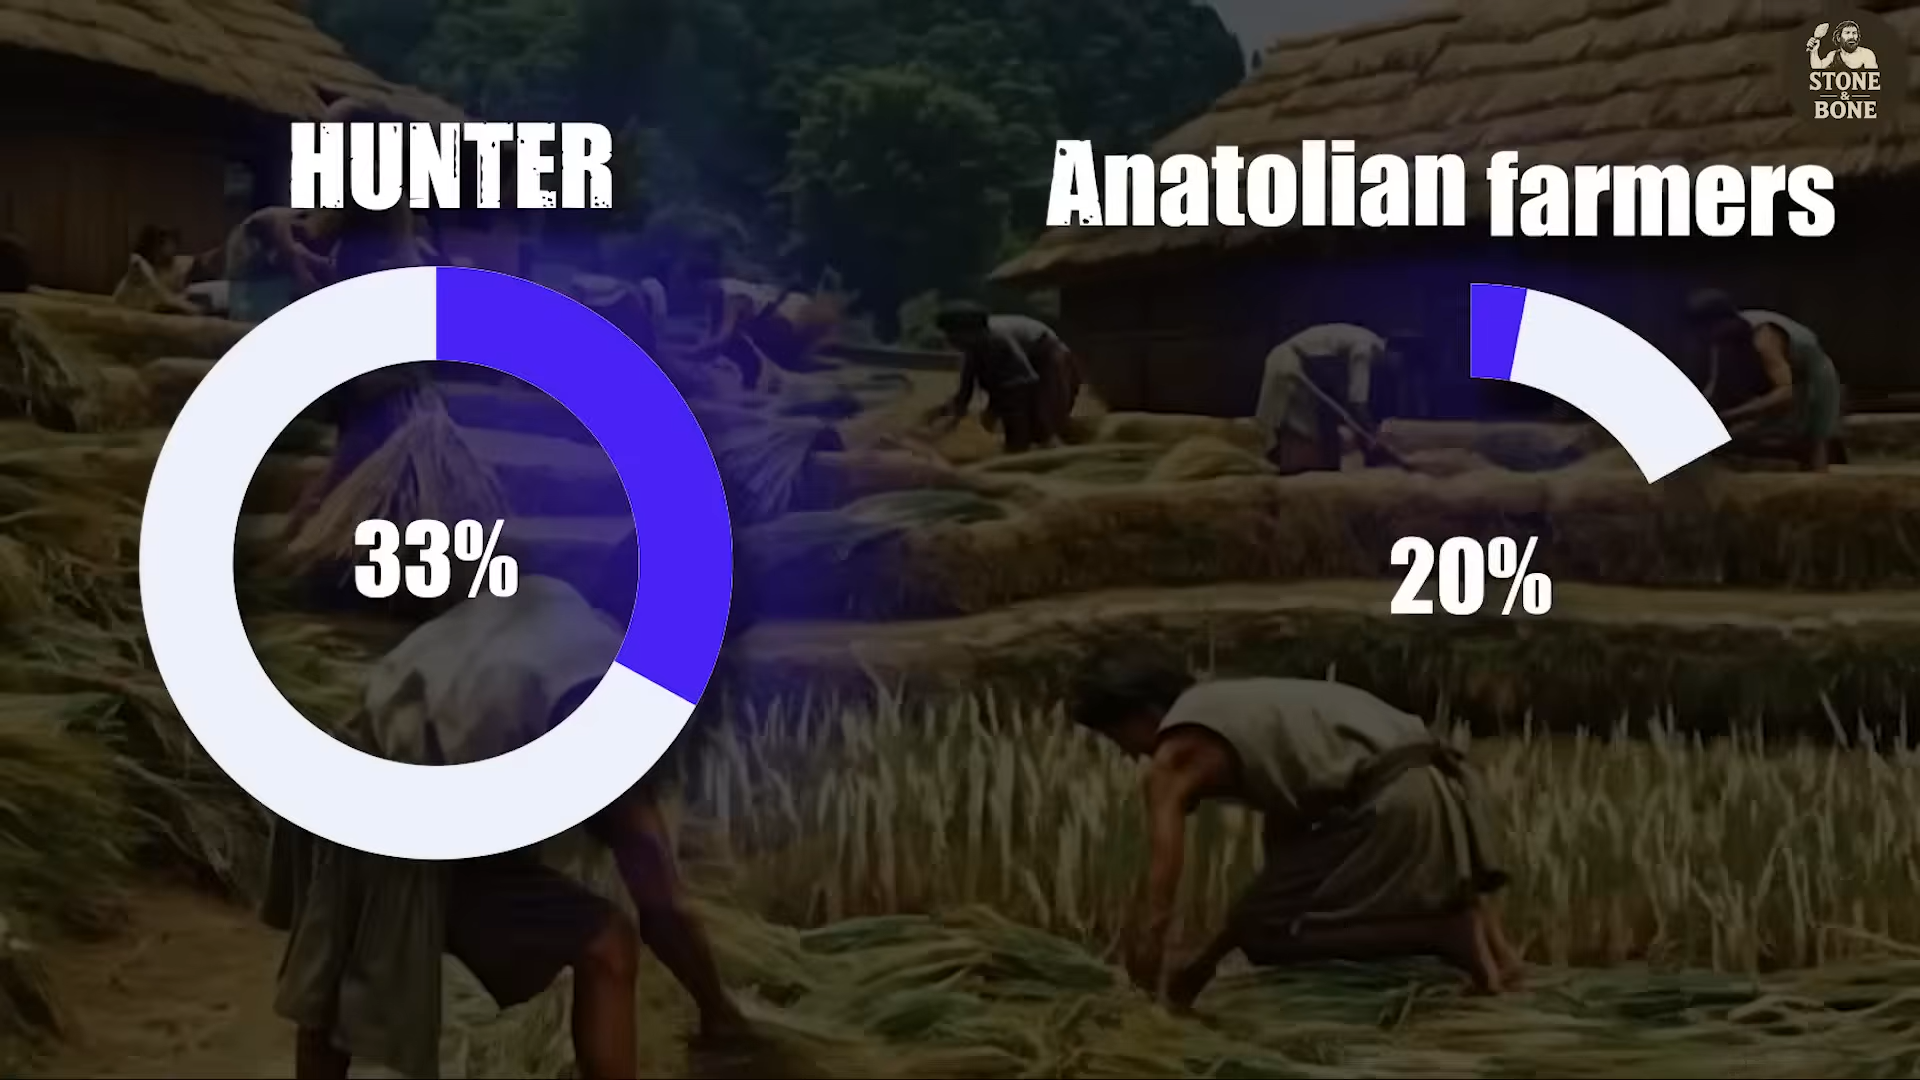 HUNTER
Anatolian farmers
33%
20%
STONE
&
BONE